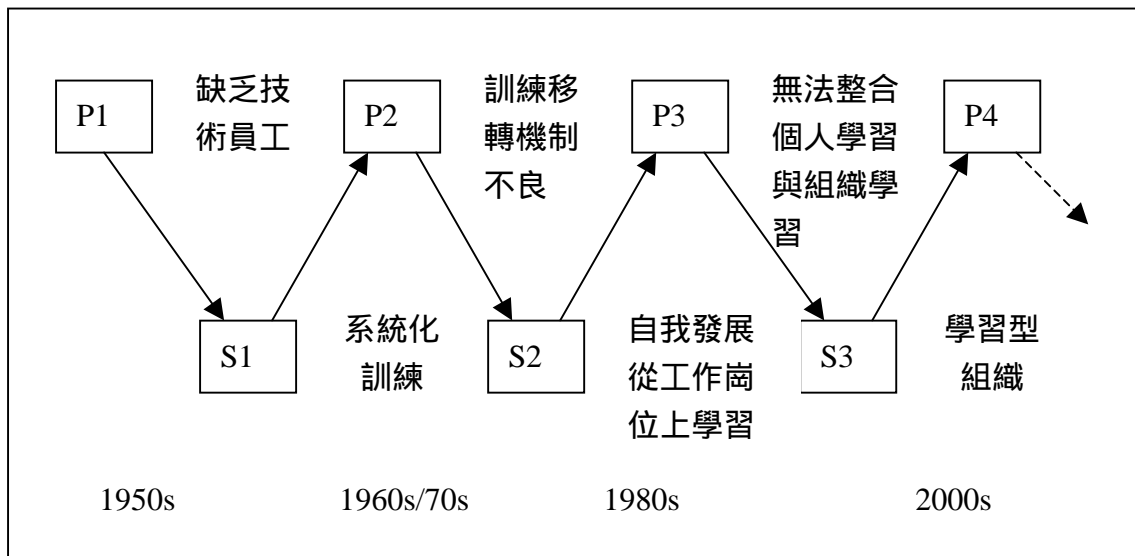 P1
缺乏技
術員工
P2
訓練移
轉機制
不良
P3
無法整合
個人學習
與組織學
習
P4
S1
系統化
訓練
S2
自我發展
從工作崗
位上學習
S3
學習型
組織
1950s
1960s/70s
1980s
2000s